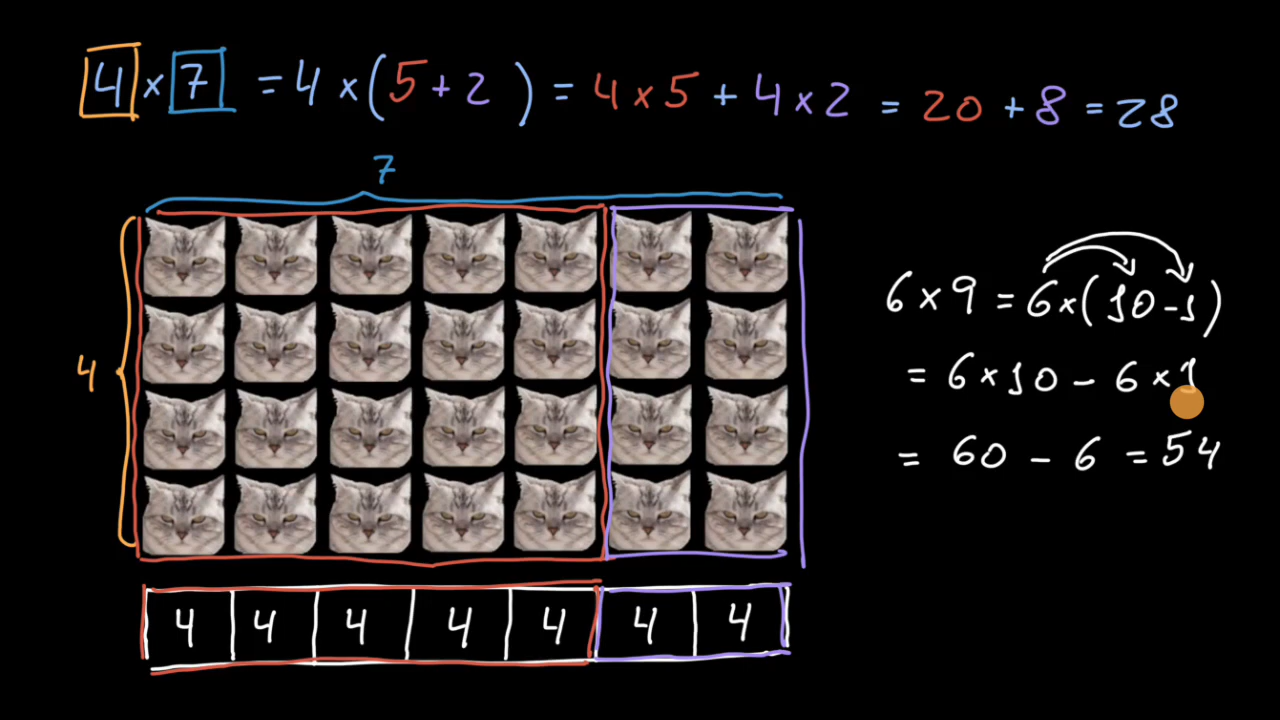 4 × 7 = 4 × (5 + 2) = 4 × 5 + 4 × 2 = 20 + 8 = 28
7
4
6 × 9 = 6 × (10 - 1)
= 6 × 10 - 6 × 1
= 60 - 6 = 54
4 4 4 4 4 4 4